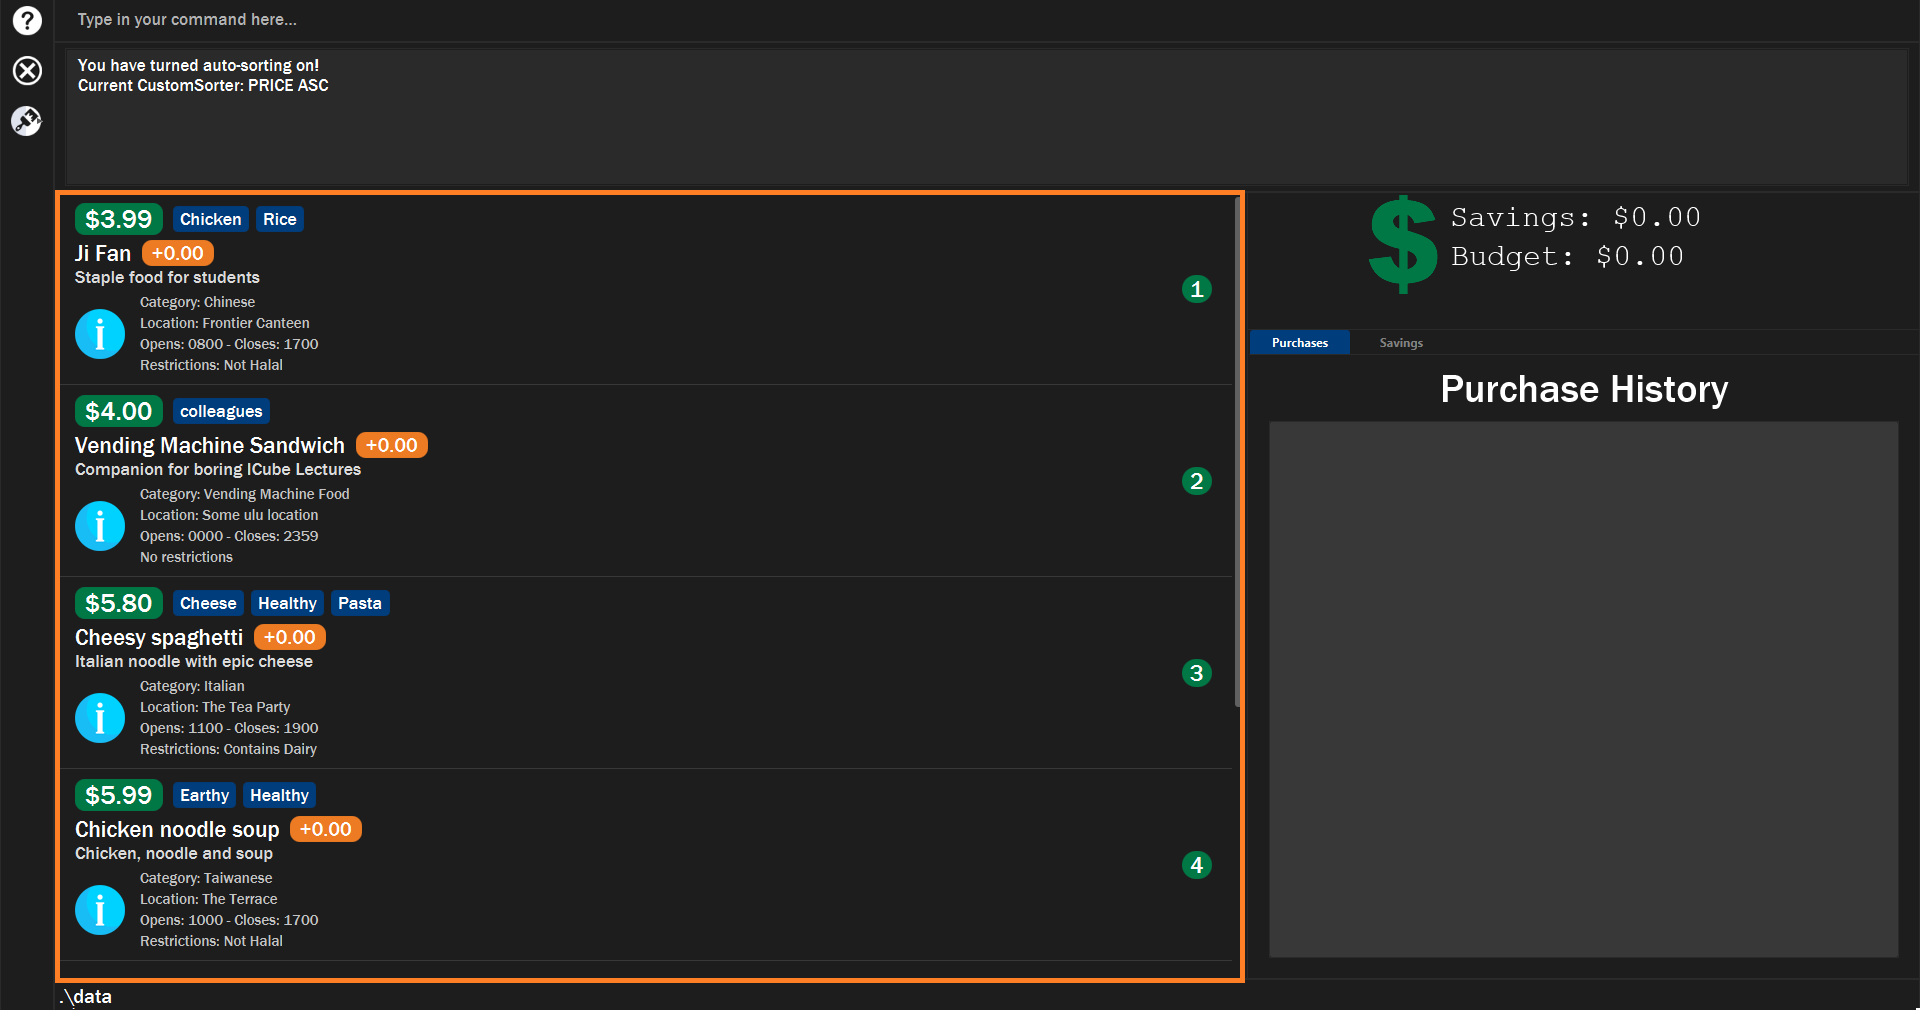 ?
Type in your command here...
You have turned auto-sorting on!
Current CustomSorter: PRICE ASC
$3.99 Chicken Rice
Ji Fan +0.00
Staple food for students
Category: Chinese
Location: Frontier Canteen
Opens: 0800 - Closes: 1700
Restrictions: Not Halal
i
1
$4.00 colleagues
Vending Machine Sandwich +0.00
Companion for boring ICube Lectures
Category: Vending Machine Food
Location: Some ulu location
Opens: 0000 - Closes: 2359
No restrictions
i
2
$5.80 Cheese Healthy Pasta
Cheesy spaghetti +0.00
Italian noodle with epic cheese
Category: Italian
Location: The Tea Party
Opens: 1100 - Closes: 1900
Restrictions: Contains Dairy
i
3
$5.99 Earthy Healthy
Chicken noodle soup +0.00
Chicken, noodle and soup
Category: Taiwanese
Location: The Terrace
Opens: 1000 - Closes: 1700
Restrictions: Not Halal
i
4
$
Savings: $0.00
Budget: $0.00
Purchases Savings
Purchase History
.\data